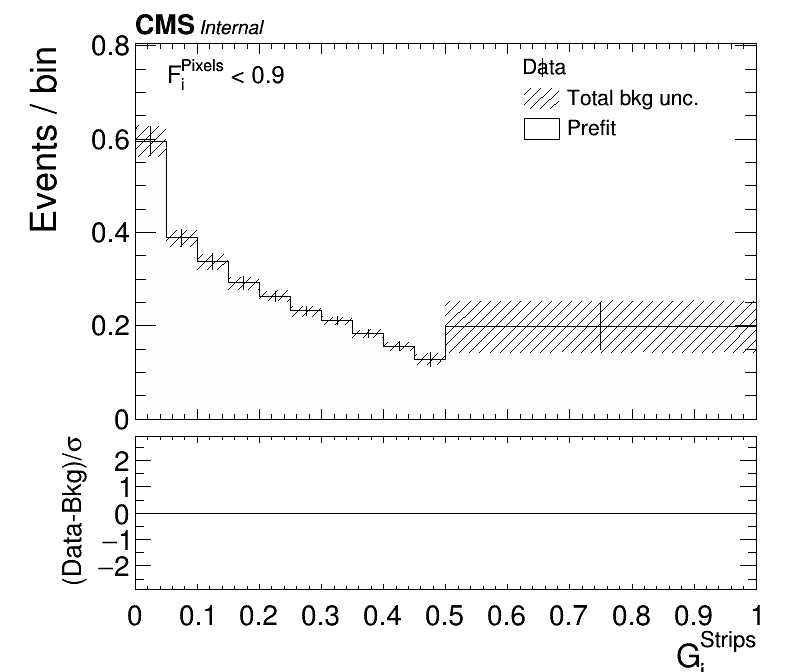 CMS Internal
F_i^Pixels < 0.9
Data
Total bkg unc.
Prefit
Events / bin
0.8
0.6
0.4
0.2
0
(Data-Bkg)/σ
2
1
0
−1
−2
0 0.1 0.2 0.3 0.4 0.5 0.6 0.7 0.8 0.9 1
G_i^Strips